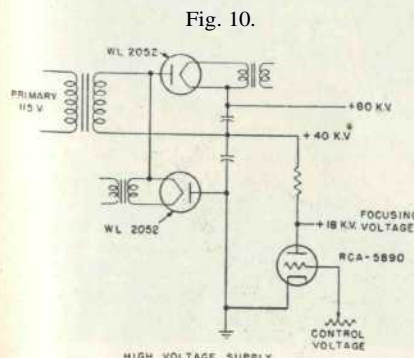 Fig. 10.
WL 2052
PRIMARY
115 V
+80 K.V.
+ 40 K.V
+18 K.V.
FOCUSING
VOLTAGE
RCA-5890
WL 2052
CONTROL
VOLTAGE
HIGH VOLTAGE SUPPLY